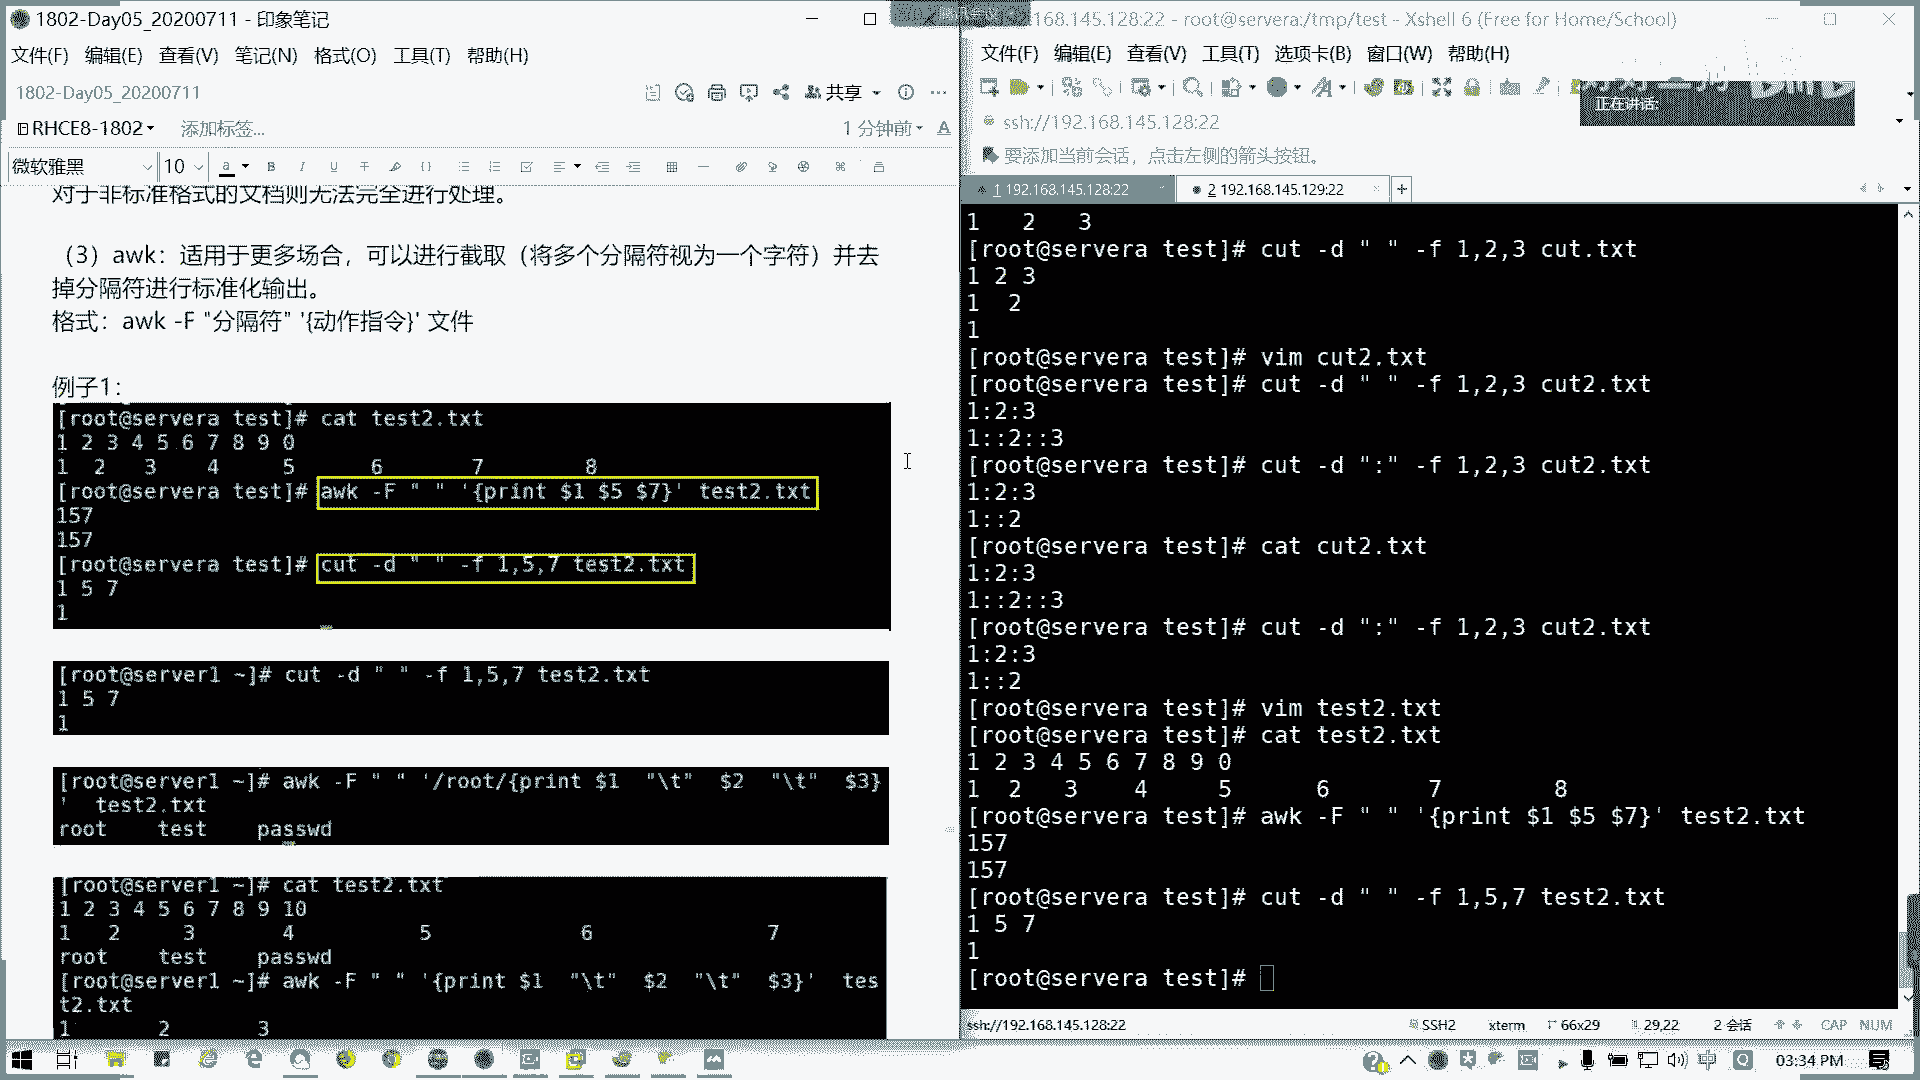 1802-Day05_20200711 - 印象笔记
文件(F) 编辑(E) 查看(V) 笔记(N) 格式(O) 工具(T) 帮助(H)
1802-Day05_20200711
共享
RHCE8-1802 添加标签...
1 分钟前
微软雅黑 10
对于非标准格式的文档则无法完全进行处理。
（3）awk：适用于更多场合，可以进行截取（将多个分隔符视为一个字符）并去
掉分隔符进行标准化输出。
格式：awk -F "分隔符" '{动作指令}' 文件
例子1：
[root@servera test]# cat test2.txt
1 2 3 4 5 6 7 8 9 0
1 2 3 4 5 6 7 8
[root@servera test]# awk -F " " '{print $1 $5 $7}' test2.txt
157
157
[root@servera test]# cut -d " " -f 1,5,7 test2.txt
1 5 7
1
[root@server1 ~]# cut -d " " -f 1,5,7 test2.txt
1 5 7
1
[root@server1 ~]# awk -F " " '/root/{print $1 "\t" $2 "\t" $3}
' test2.txt
root test passwd
[root@server1 ~]# cat test2.txt
1 2 3 4 5 6 7 8 9 10
1 2 3 4 5 6 7
root test passwd
[root@server1 ~]# awk -F " " '{print $1 "\t" $2 "\t" $3}' tes
t2.txt
1 2 3
192.168.145.128:22 - root@servera:/tmp/test - Xshell 6 (Free for Home/School)
文件(F) 编辑(E) 查看(V) 工具(T) 选项卡(B) 窗口(W) 帮助(H)
正在讲话:
ssh://192.168.145.128:22
要添加当前会话，点击左侧的箭头按钮。
1 192.168.145.128:22
2 192.168.145.129:22
1 2 3
[root@servera test]# cut -d " " -f 1,2,3 cut.txt
1 2 3
1 2
1
[root@servera test]# vim cut2.txt
[root@servera test]# cut -d " " -f 1,2,3 cut2.txt
1:2:3
1::2::3
[root@servera test]# cut -d ":" -f 1,2,3 cut2.txt
1:2:3
1::2
[root@servera test]# cat cut2.txt
1:2:3
1::2::3
[root@servera test]# cut -d ":" -f 1,2,3 cut2.txt
1:2:3
1::2
[root@servera test]# vim test2.txt
[root@servera test]# cat test2.txt
1 2 3 4 5 6 7 8 9 0
1 2 3 4 5 6 7 8
[root@servera test]# awk -F " " '{print $1 $5 $7}' test2.txt
157
157
[root@servera test]# cut -d " " -f 1,5,7 test2.txt
1 5 7
1
[root@servera test]#
ssh://192.168.145.128:22 SSH2 xterm 66x29 29,22 2 会话 CAP NUM
中 03:34 PM